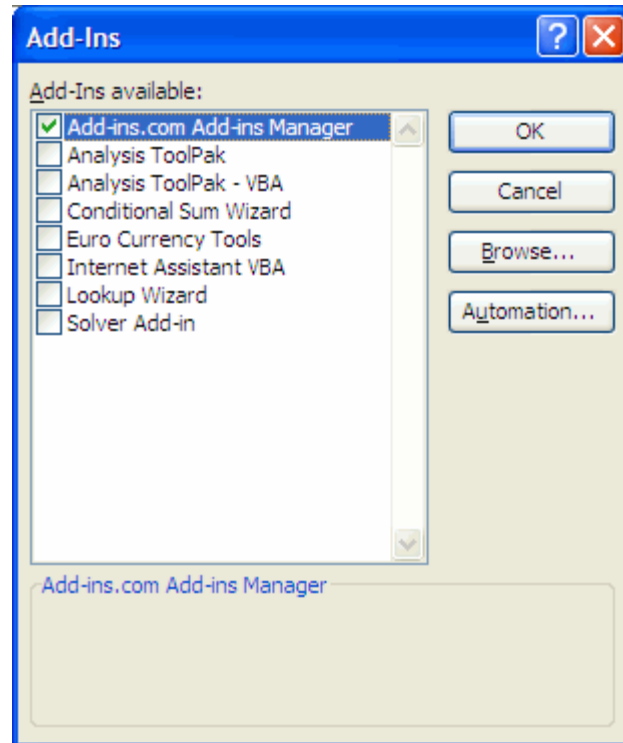 Add-Ins
?
Add-Ins available:
Add-ins.com Add-ins Manager
Analysis ToolPak
Analysis ToolPak - VBA
Conditional Sum Wizard
Euro Currency Tools
Internet Assistant VBA
Lookup Wizard
Solver Add-in
OK
Cancel
Browse...
Automation...
Add-ins.com Add-ins Manager